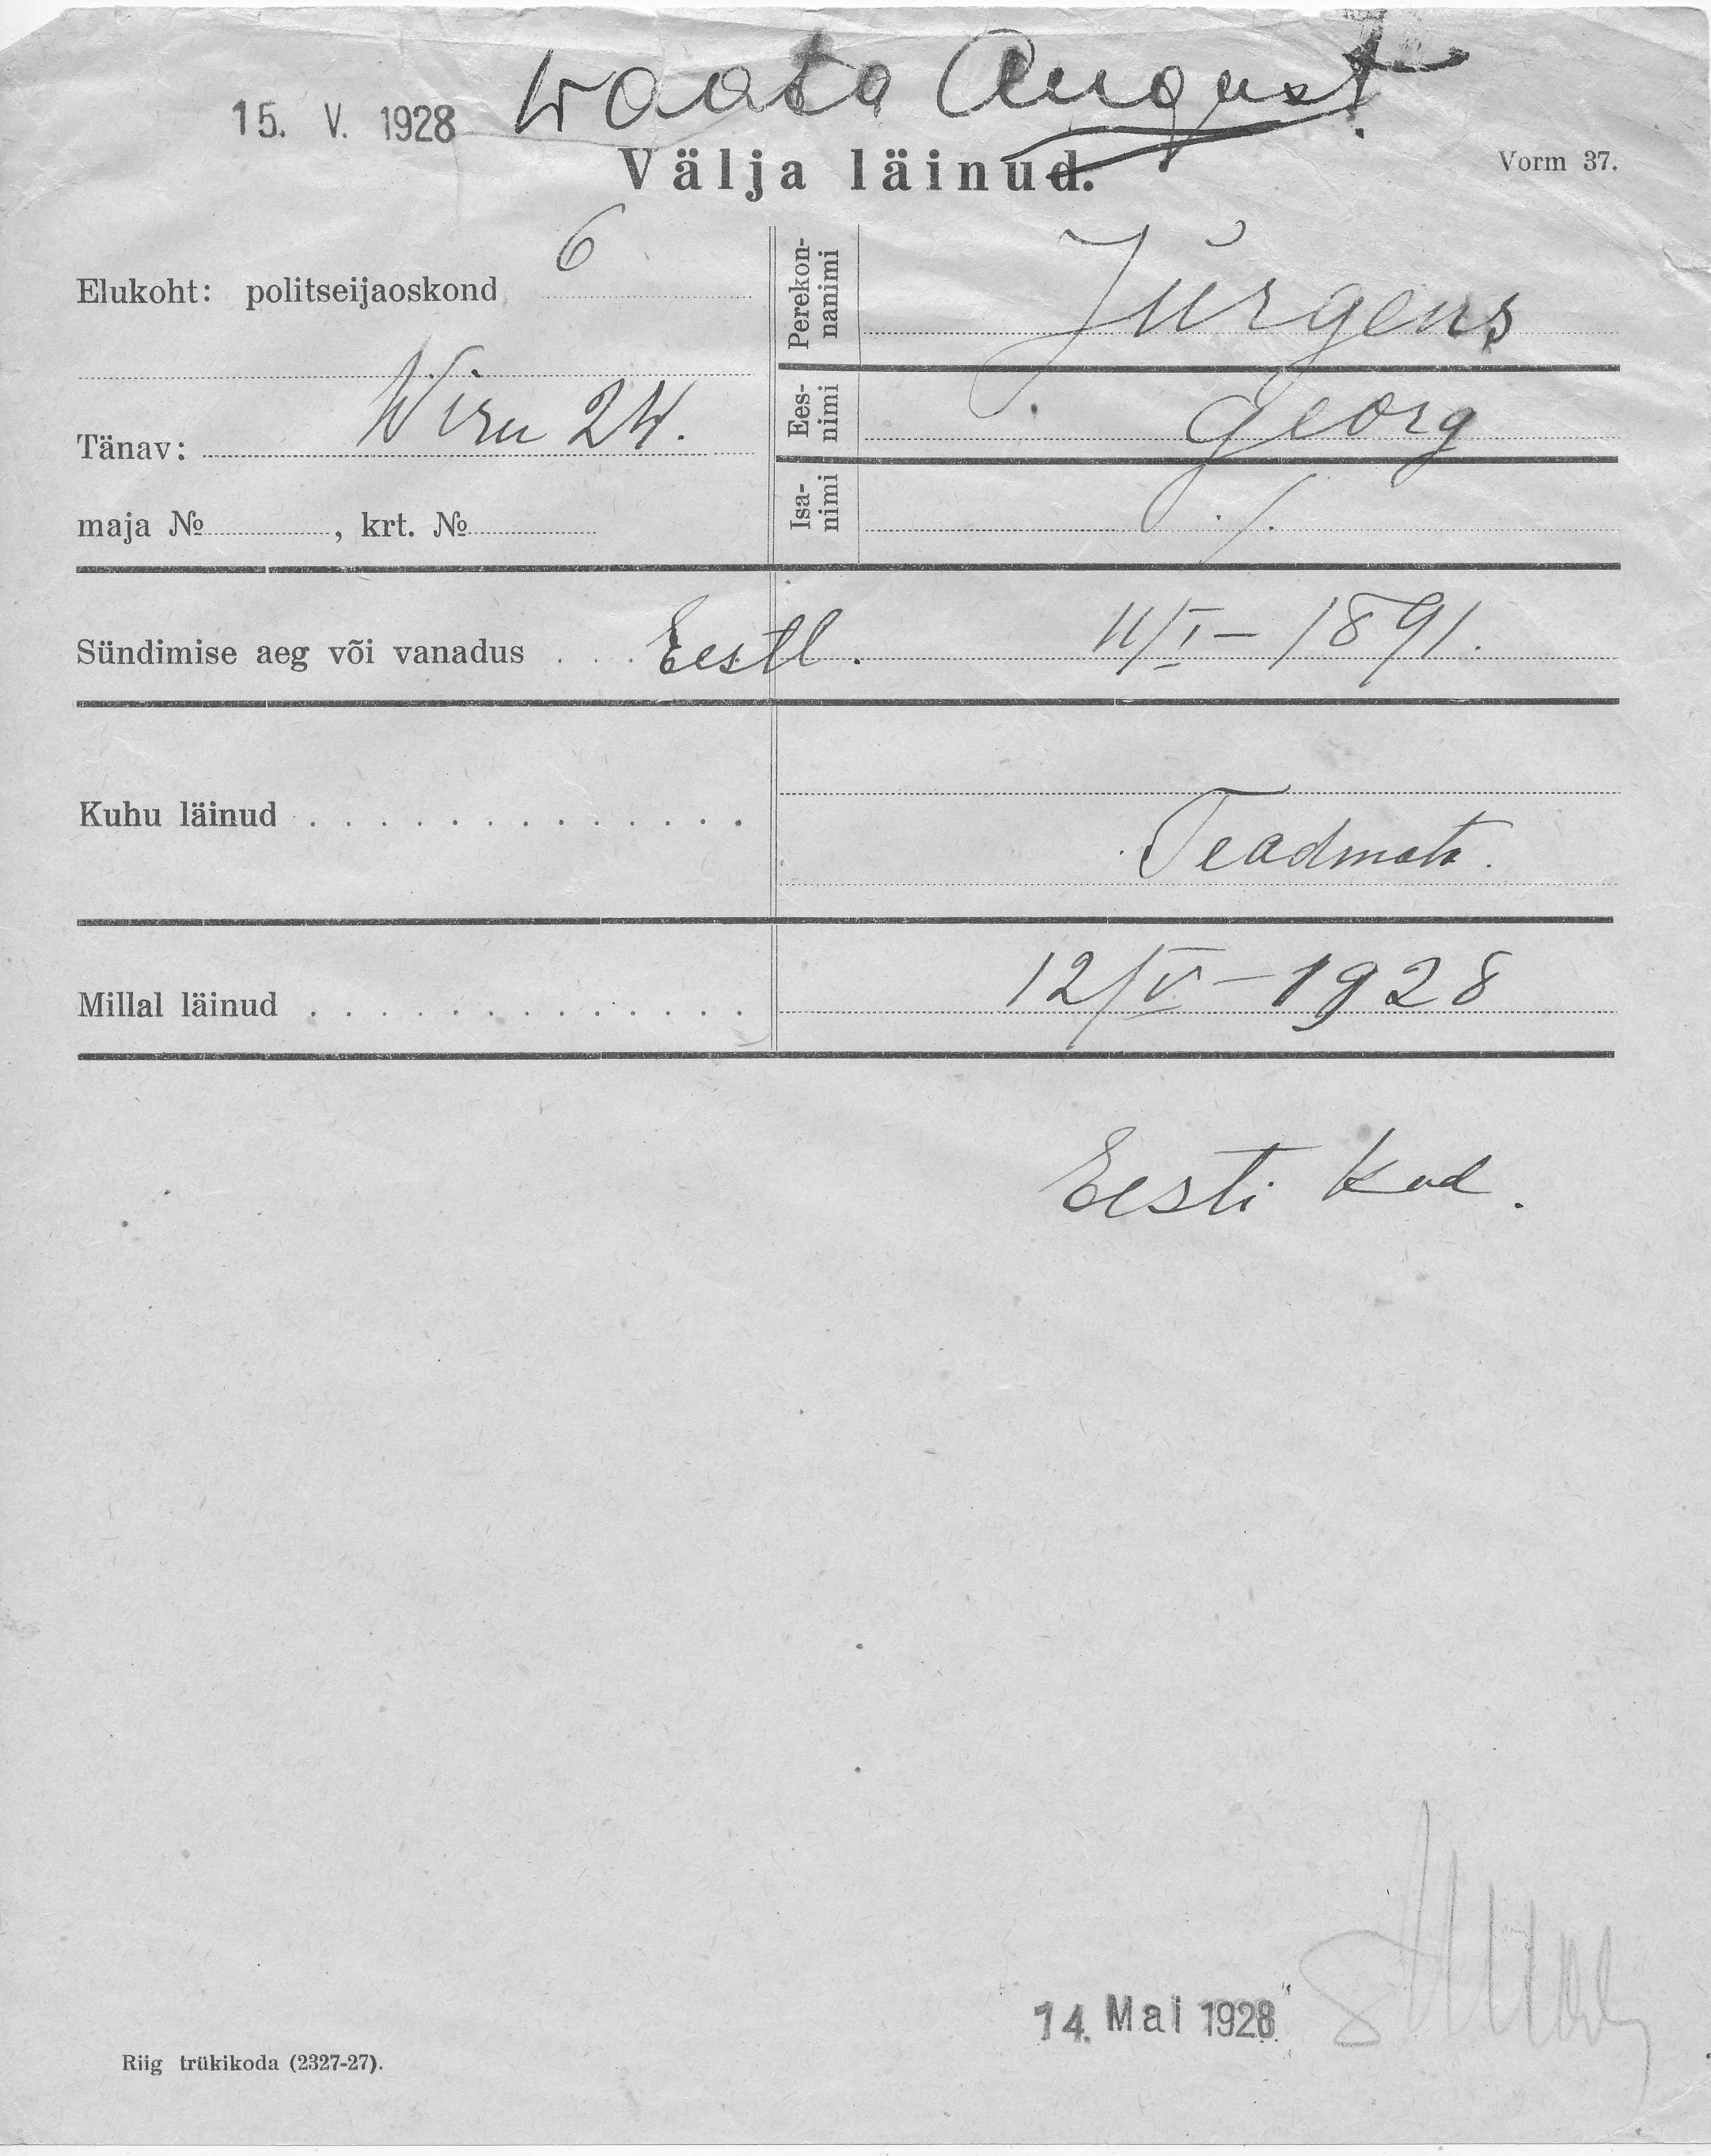 15. V. 1928 Waata August.
Välja läinud.
Vorm 37.
Elukoht: politseijaoskond 6
Tänav: Wiru 24.
maja № , krt. №
Perekon-
nanimi
Jürgens
Ees-
nimi
Georg
Isa-
nimi
./.
Sündimise aeg või vanadus . . . Eestl. 11/I – 1891.
Kuhu läinud . . . . . . . . . . . . . Teadmata.
Millal läinud . . . . . . . . . . . . . 12/V – 1928
Eesti Kod.
14. Mai 1928
Riig trükikoda (2327-27).